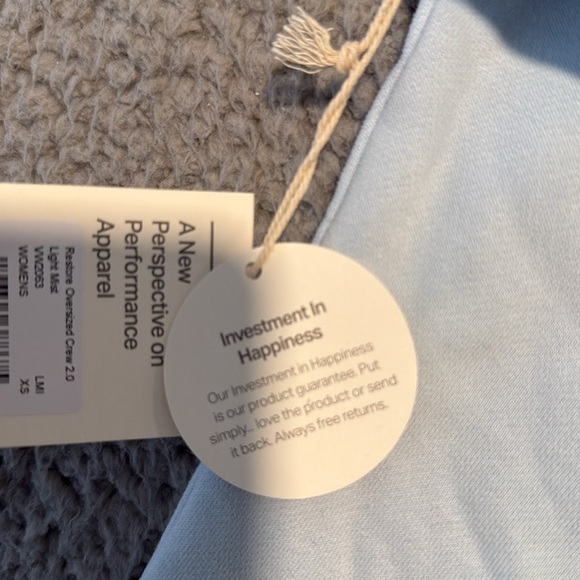 A New
Perspective on
Performance
Apparel
Restore Oversized Crew 2.0
Light Mist LMI
VW2063 XS
WOMENS
Investment In
Happiness
Our Investment in Happiness
is our product guarantee. Put
simply... love the product or send
it back. Always free returns.